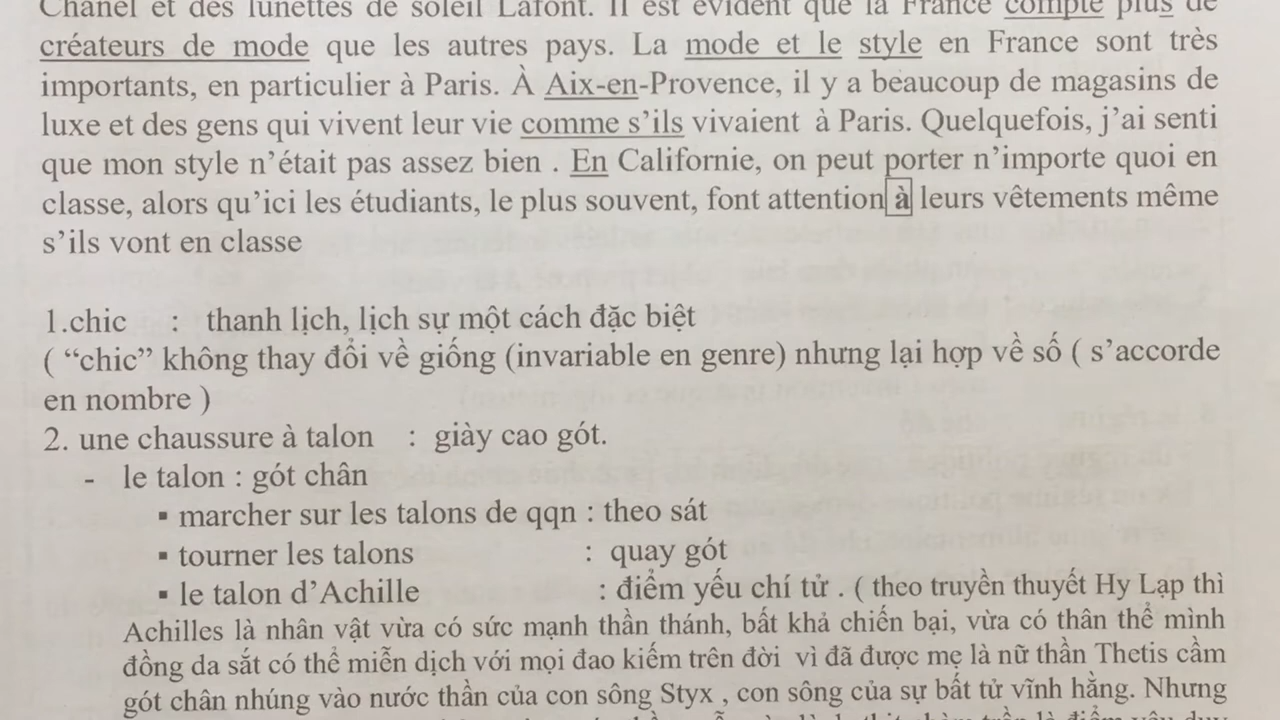 Chanel et des lunettes de soleil Lafont. Il est évident que la France compte plus de
créateurs de mode que les autres pays. La mode et le style en France sont très
importants, en particulier à Paris. À Aix-en-Provence, il y a beaucoup de magasins de
luxe et des gens qui vivent leur vie comme s’ils vivaient à Paris. Quelquefois, j’ai senti
que mon style n’était pas assez bien . En Californie, on peut porter n’importe quoi en
classe, alors qu’ici les étudiants, le plus souvent, font attention à leurs vêtements même
s’ils vont en classe
1.chic : thanh lịch, lịch sự một cách đặc biệt
( “chic” không thay đổi về giống (invariable en genre) nhưng lại hợp về số ( s’accorde
en nombre )
2. une chaussure à talon : giày cao gót.
- le talon : gót chân
▪ marcher sur les talons de qqn : theo sát
▪ tourner les talons : quay gót
▪ le talon d’Achille : điểm yếu chí tử . ( theo truyền thuyết Hy Lạp thì
Achilles là nhân vật vừa có sức mạnh thần thánh, bất khả chiến bại, vừa có thân thể mình
đồng da sắt có thể miễn dịch với mọi đao kiếm trên đời vì đã được mẹ là nữ thần Thetis cầm
gót chân nhúng vào nước thần của con sông Styx , con sông của sự bất tử vĩnh hằng. Nhưng